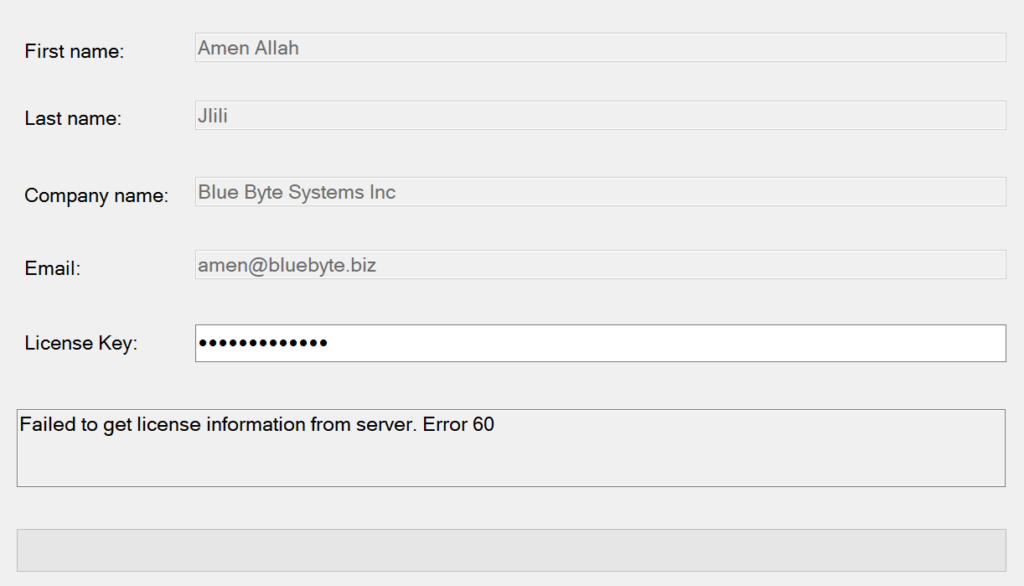 First name: Amen Allah
Last name: Jlili
Company name: Blue Byte Systems Inc
Email: amen@bluebyte.biz
License Key: •••••••••••••
Failed to get license information from server. Error 60